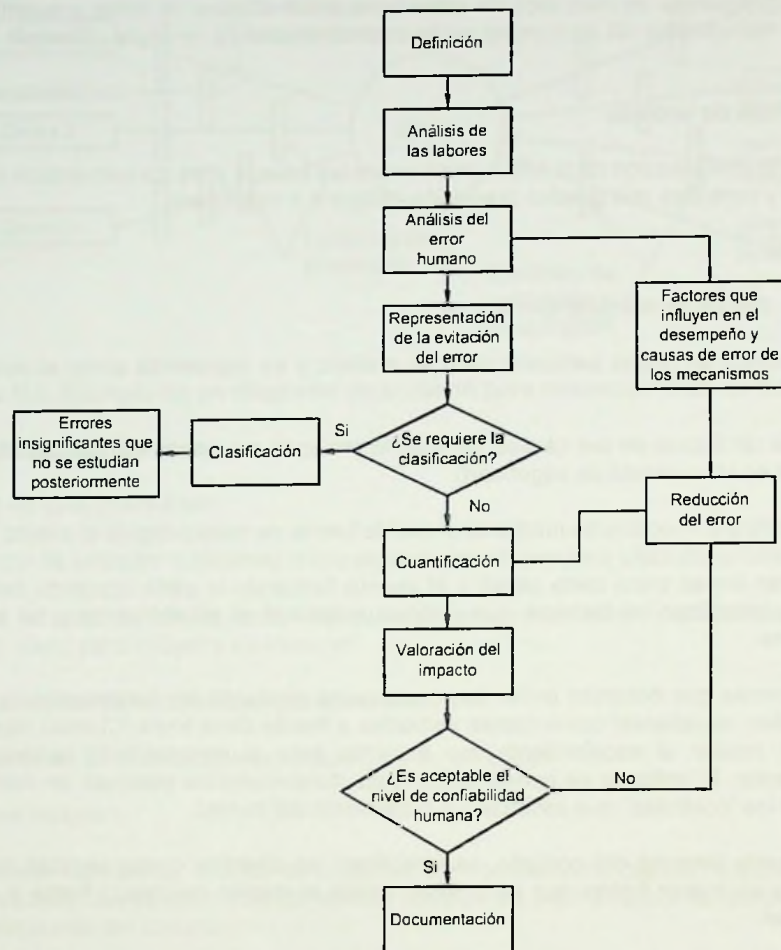 Definición
Análisis de
las labores
Análisis del
error
humano
Representación
de la evitación
del error
Factores que
influyen en el
desempeño y
causas de error de
los mecanismos
¿Se requiere la
clasificación?
Si
Clasificación
Errores
insignificantes que
no se estudian
posteriormente
No
Cuantificación
Reducción
del error
Valoración del
impacto
¿Es aceptable el
nivel de confiabilidad
humana?
No
Si
Documentación